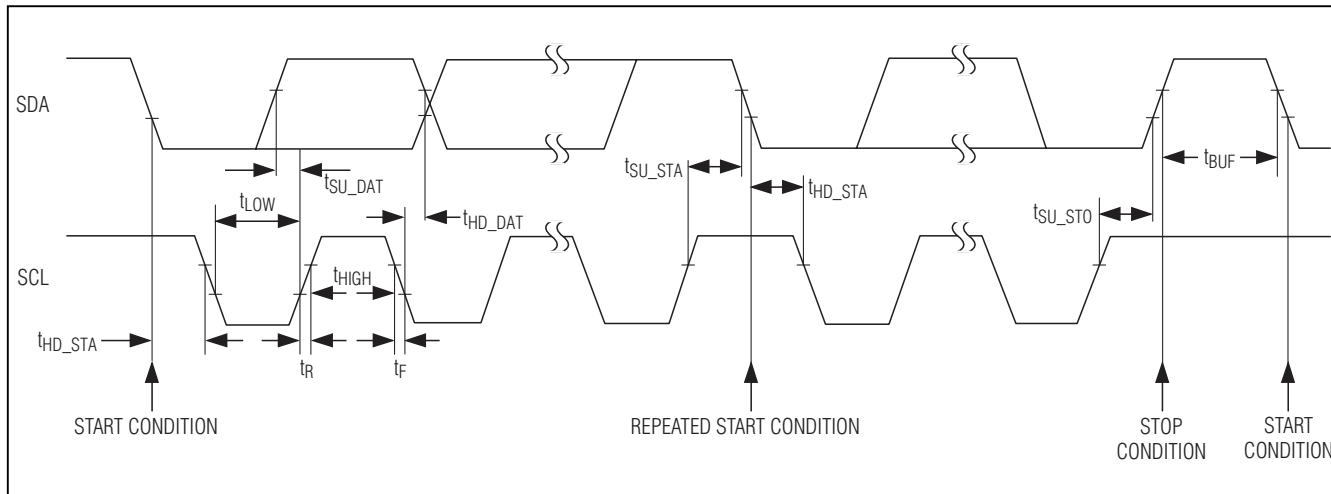 SDA
tSU_STA
tBUF
tSU_DAT
tHD_STA
tLOW
tHD_DAT
tSU_STO
SCL
tHIGH
tHD_STA
tR
tF
START CONDITION
REPEATED START CONDITION
STOP
CONDITION
START
CONDITION